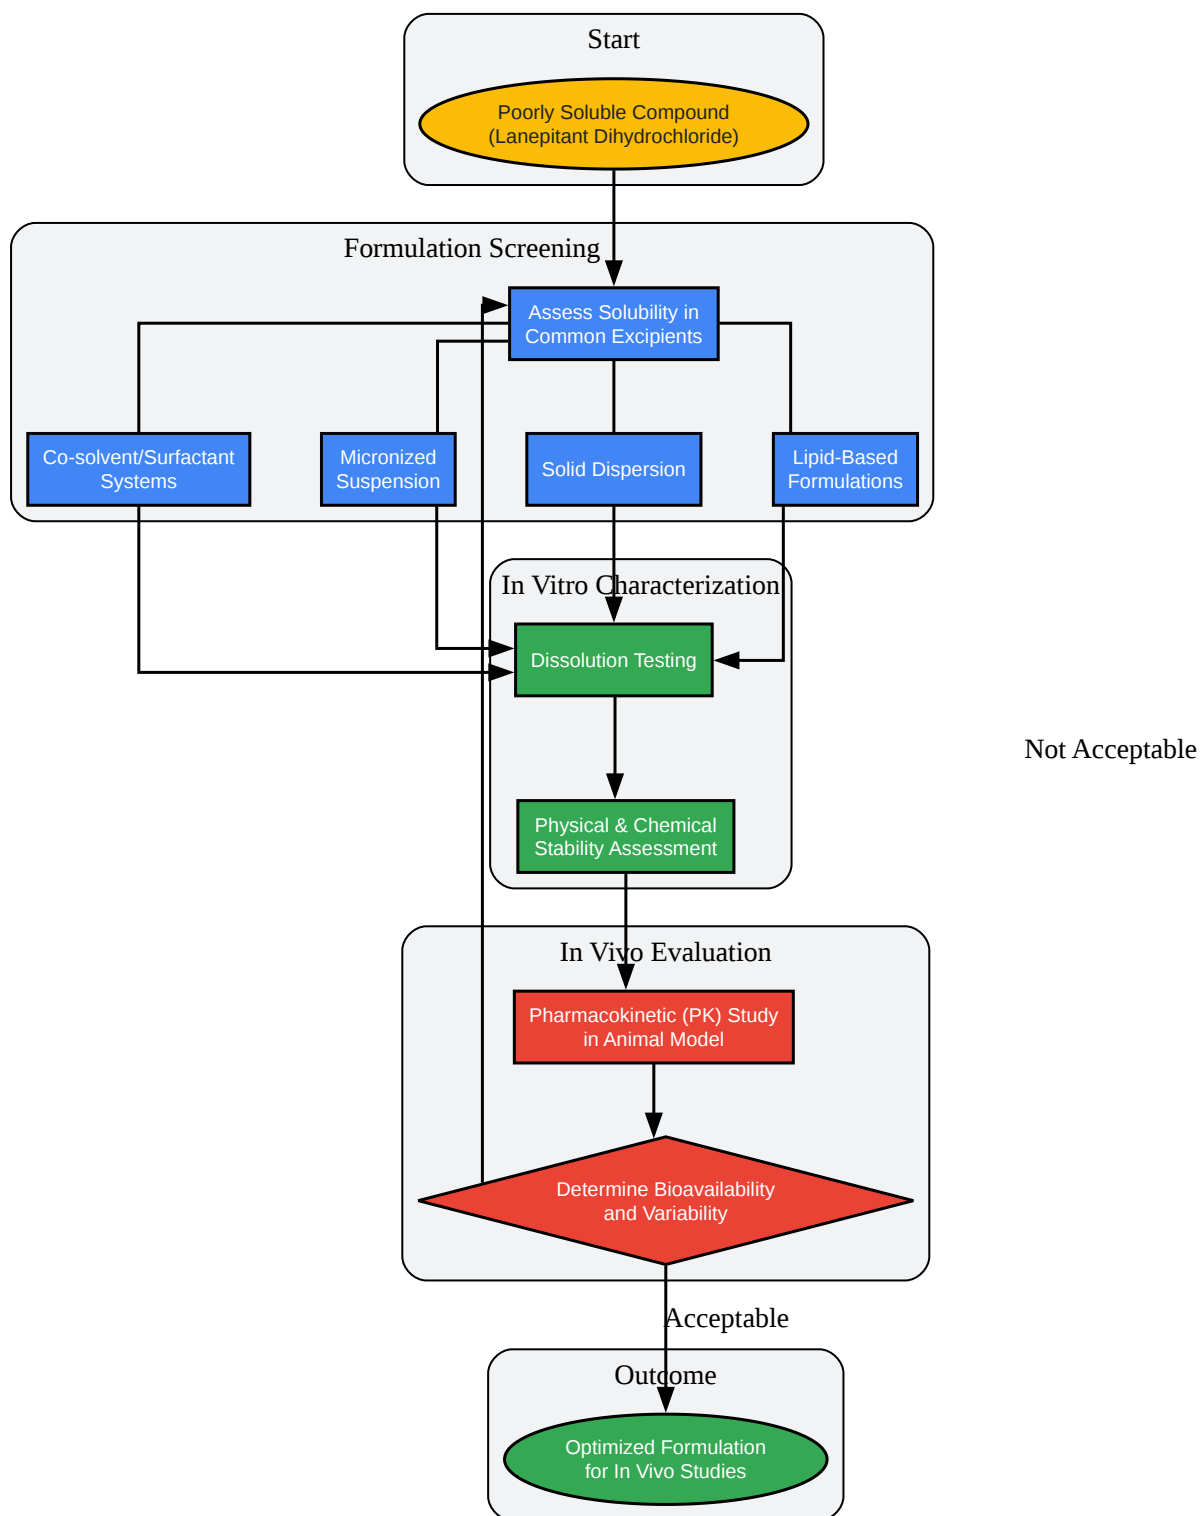 Start
Poorly Soluble Compound
(Lanepitant Dihydrochloride)
Formulation Screening
Assess Solubility in
Common Excipients
Co-solvent/Surfactant
Systems
Micronized
Suspension
Solid Dispersion
Lipid-Based
Formulations
In Vitro Characterization
Dissolution Testing
Not Acceptable
Physical & Chemical
Stability Assessment
In Vivo Evaluation
Pharmacokinetic (PK) Study
in Animal Model
Determine Bioavailability
and Variability
Acceptable
Outcome
Optimized Formulation
for In Vivo Studies